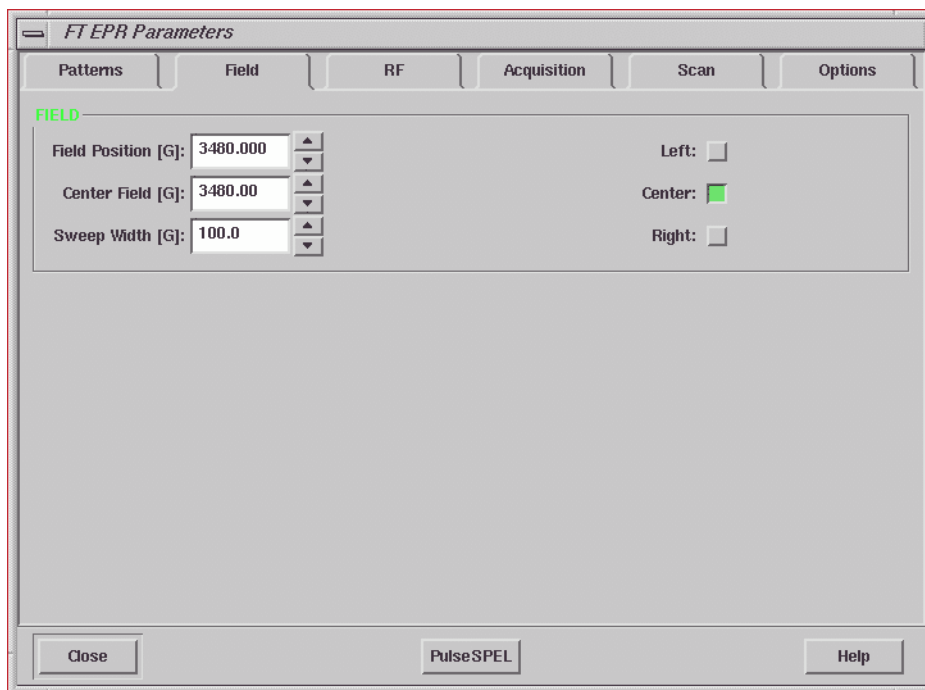 FT EPR Parameters
Patterns Field RF Acquisition Scan Options
FIELD
Field Position [G]: 3480.000 Left:
Center Field [G]: 3480.00 Center:
Sweep Width [G]: 100.0 Right:
Close PulseSPEL Help